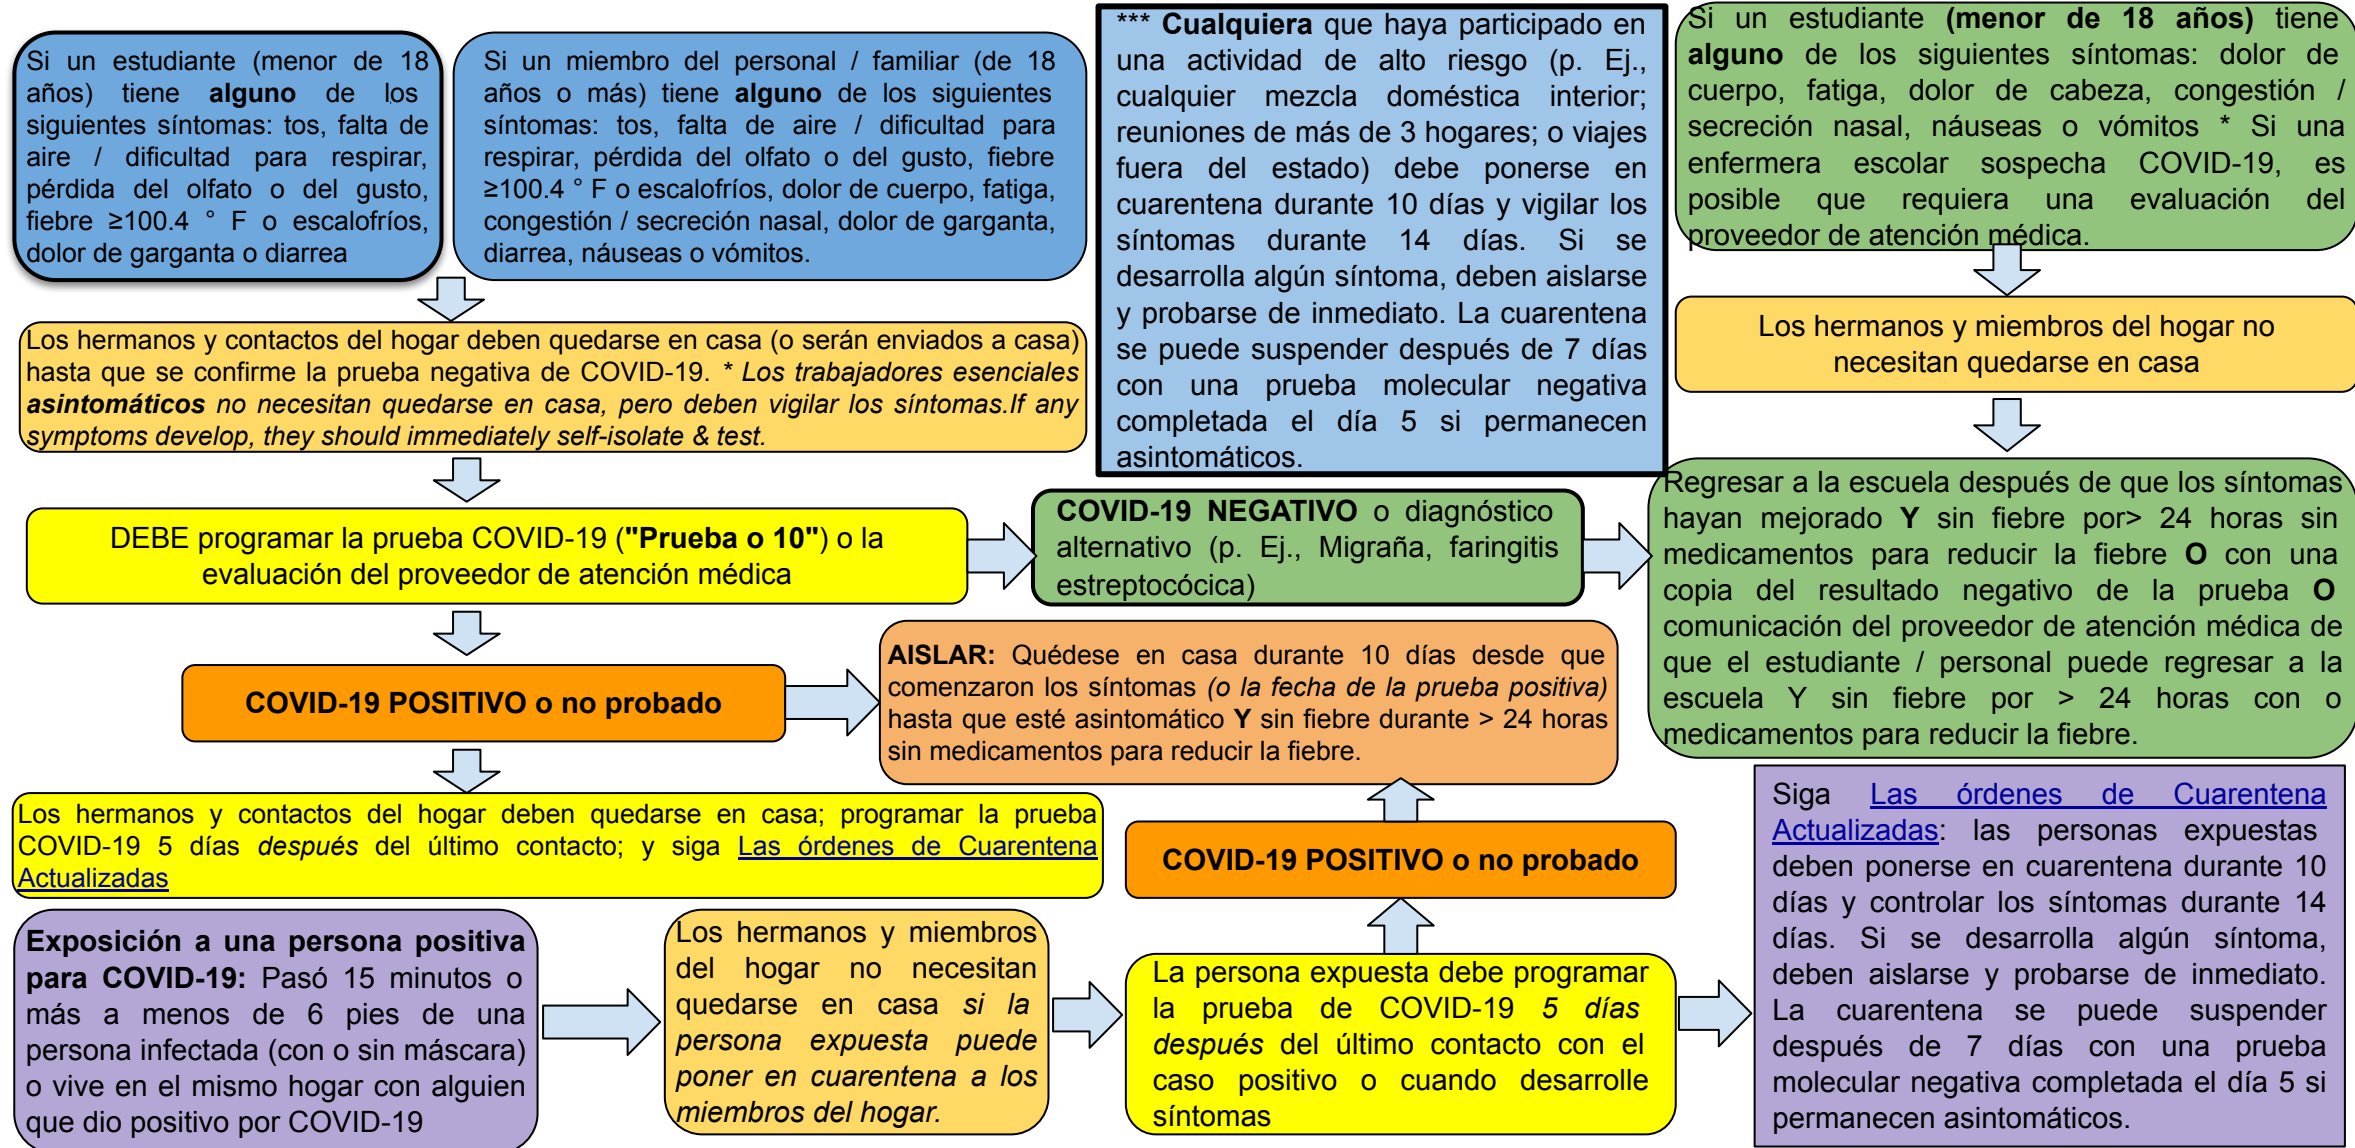 Si un estudiante (menor de 18
años) tiene alguno de los
siguientes síntomas: tos, falta de
aire / dificultad para respirar,
pérdida del olfato o del gusto,
fiebre ≥100.4 ° F o escalofríos,
dolor de garganta o diarrea
Si un miembro del personal / familiar (de 18
años o más) tiene alguno de los siguientes
síntomas: tos, falta de aire / dificultad para
respirar, pérdida del olfato o del gusto, fiebre
≥100.4 ° F o escalofríos, dolor de cuerpo, fatiga,
congestión / secreción nasal, dolor de garganta,
diarrea, náuseas o vómitos.
*** Cualquiera que haya participado en
una actividad de alto riesgo (p. Ej.,
cualquier mezcla doméstica interior;
reuniones de más de 3 hogares; o viajes
fuera del estado) debe ponerse en
cuarentena durante 10 días y vigilar los
síntomas durante 14 días. Si se
desarrolla algún síntoma, deben aislarse
y probarse de inmediato. La cuarentena
se puede suspender después de 7 días
con una prueba molecular negativa
completada el día 5 si permanecen
asintomáticos.
Si un estudiante (menor de 18 años) tiene
alguno de los siguientes síntomas: dolor de
cuerpo, fatiga, dolor de cabeza, congestión /
secreción nasal, náuseas o vómitos * Si una
enfermera escolar sospecha COVID-19, es
posible que requiera una evaluación del
proveedor de atención médica.
Los hermanos y contactos del hogar deben quedarse en casa (o serán enviados a casa)
hasta que se confirme la prueba negativa de COVID-19. * Los trabajadores esenciales
asintomáticos no necesitan quedarse en casa, pero deben vigilar los síntomas.If any
symptoms develop, they should immediately self-isolate & test.
Los hermanos y miembros del hogar no
necesitan quedarse en casa
DEBE programar la prueba COVID-19 ("Prueba o 10") o la
evaluación del proveedor de atención médica
COVID-19 NEGATIVO o diagnóstico
alternativo (p. Ej., Migraña, faringitis
estreptocócica)
Regresar a la escuela después de que los síntomas
hayan mejorado Y sin fiebre por> 24 horas sin
medicamentos para reducir la fiebre O con una
copia del resultado negativo de la prueba O
comunicación del proveedor de atención médica de
que el estudiante / personal puede regresar a la
escuela Y sin fiebre por > 24 horas con o
medicamentos para reducir la fiebre.
COVID-19 POSITIVO o no probado
AISLAR: Quédese en casa durante 10 días desde que
comenzaron los síntomas (o la fecha de la prueba positiva)
hasta que esté asintomático Y sin fiebre durante > 24 horas
sin medicamentos para reducir la fiebre.
Los hermanos y contactos del hogar deben quedarse en casa; programar la prueba
COVID-19 5 días después del último contacto; y siga Las órdenes de Cuarentena
Actualizadas
COVID-19 POSITIVO o no probado
Exposición a una persona positiva
para COVID-19: Pasó 15 minutos o
más a menos de 6 pies de una
persona infectada (con o sin máscara)
o vive en el mismo hogar con alguien
que dio positivo por COVID-19
Los hermanos y miembros
del hogar no necesitan
quedarse en casa si la
persona expuesta puede
poner en cuarentena a los
miembros del hogar.
La persona expuesta debe programar
la prueba de COVID-19 5 días
después del último contacto con el
caso positivo o cuando desarrolle
síntomas
Siga Las órdenes de Cuarentena
Actualizadas: las personas expuestas
deben ponerse en cuarentena durante 10
días y controlar los síntomas durante 14
días. Si se desarrolla algún síntoma,
deben aislarse y probarse de inmediato.
La cuarentena se puede suspender
después de 7 días con una prueba
molecular negativa completada el día 5 si
permanecen asintomáticos.